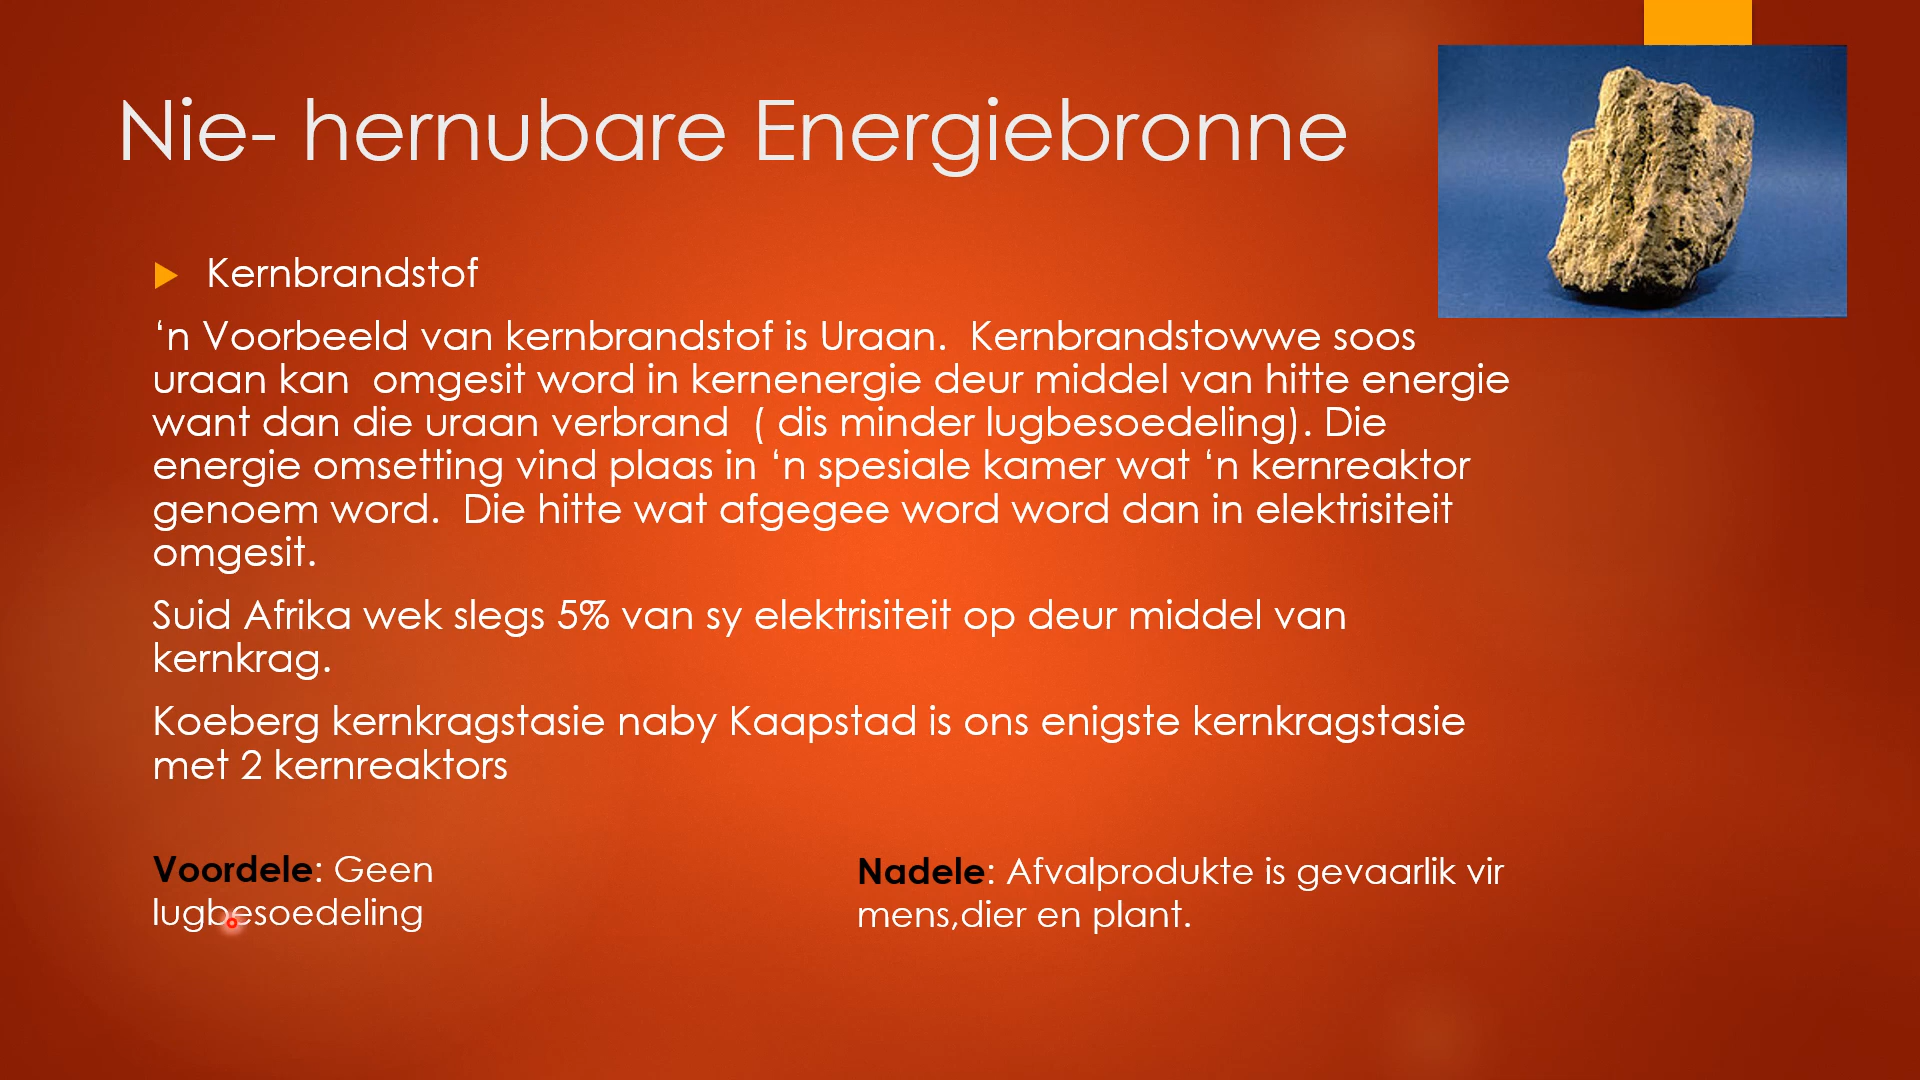 Nie- hernubare Energiebronne
Kernbrandstof
‘n Voorbeeld van kernbrandstof is Uraan.  Kernbrandstowwe soos
uraan kan  omgesit word in kernenergie deur middel van hitte energie
want dan die uraan verbrand  ( dis minder lugbesoedeling). Die
energie omsetting vind plaas in ‘n spesiale kamer wat ‘n kernreaktor
genoem word.  Die hitte wat afgegee word word dan in elektrisiteit
omgesit.
Suid Afrika wek slegs 5% van sy elektrisiteit op deur middel van
kernkrag.
Koeberg kernkragstasie naby Kaapstad is ons enigste kernkragstasie
met 2 kernreaktors
Voordele: Geen
lugbesoedeling
Nadele: Afvalprodukte is gevaarlik vir
mens,dier en plant.